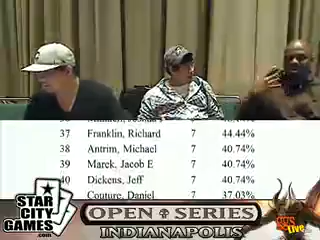 37 Franklin, Richard 7 44.44%
38 Antrim, Michael 7 40.74%
39 Marek, Jacob E 7 40.74%
40 Dickens, Jeff 7 40.74%
Couture, Daniel 7 37.03%
STAR CITY GAMES
OPEN SERIES
INDIANAPOLIS
Live